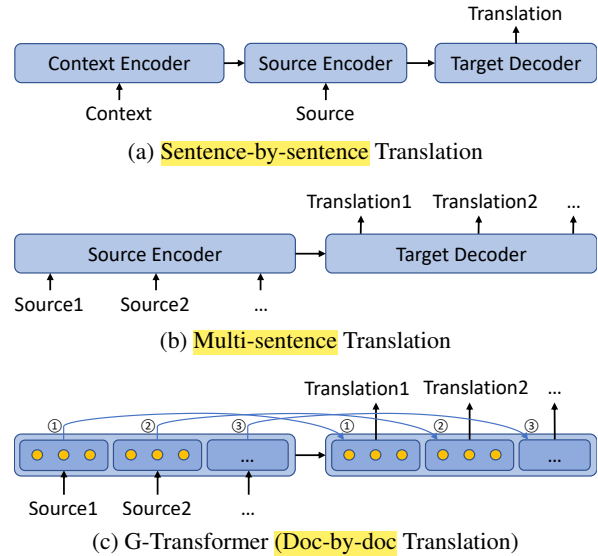 Translation
Context Encoder Source Encoder Target Decoder
Context Source
(a) Sentence-by-sentence Translation
Translation1 Translation2 ...
Source Encoder Target Decoder
Source1 Source2 ...
(b) Multi-sentence Translation
Translation1 Translation2 ...
① ② ③ ① ② ③
... ...
Source1 Source2 ...
(c) G-Transformer (Doc-by-doc Translation)